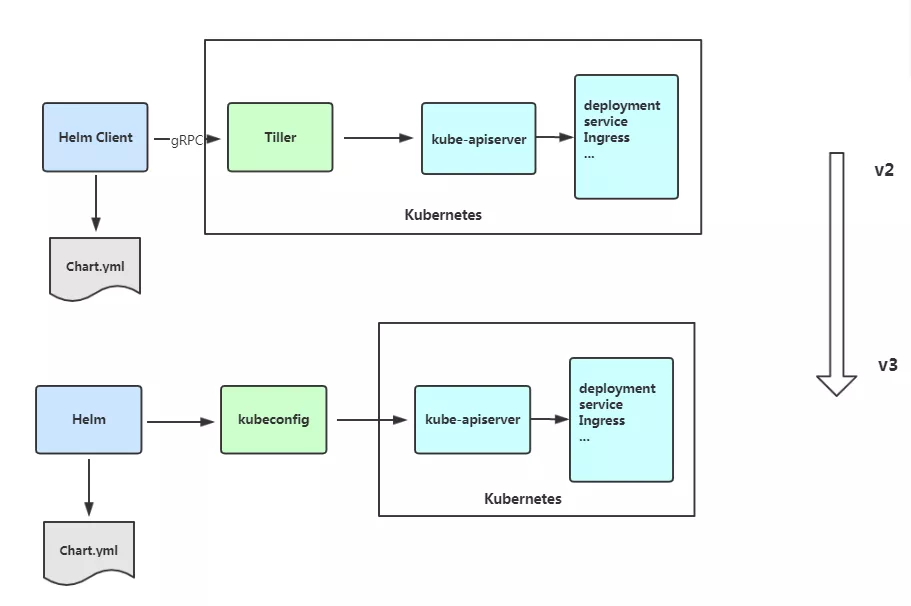 Helm Client
gRPC
Tiller
kube-apiserver
deployment
service
Ingress
...
Kubernetes
Chart.yml
v2
v3
Helm
kubeconfig
kube-apiserver
deployment
service
Ingress
...
Kubernetes
Chart.yml